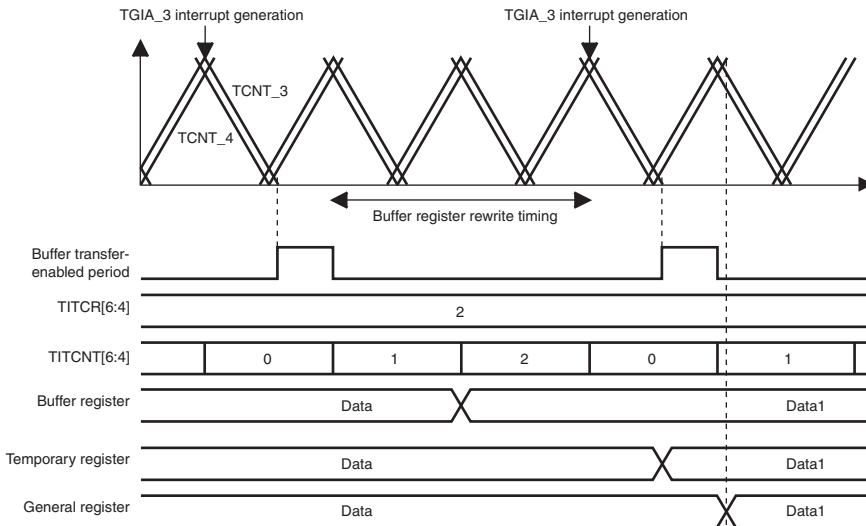 TGIA_3 interrupt generation
TGIA_3 interrupt generation
TCNT_3
TCNT_4
Buffer register rewrite timing
Buffer transfer-
enabled period
TITCR[6:4]
2
TITCNT[6:4]
0
1
2
0
1
Buffer register
Data
Data1
Temporary register
Data
Data1
General register
Data
Data1